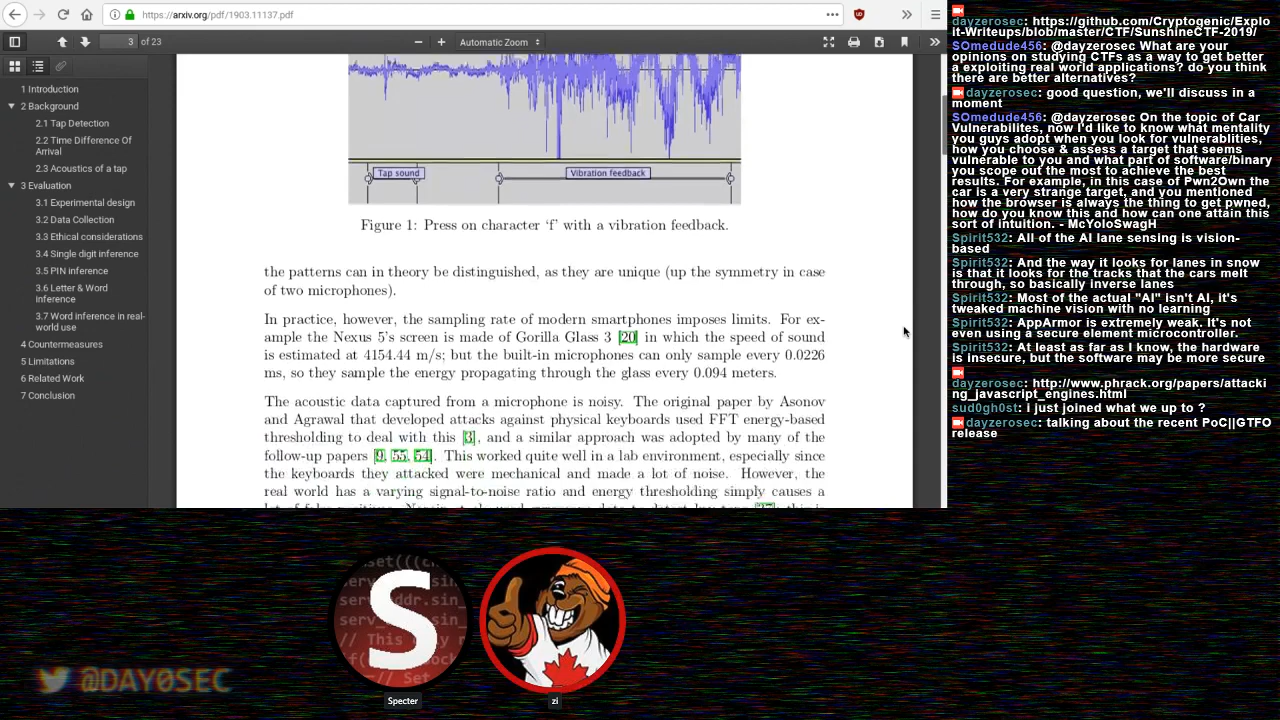 https://arxiv.org/pdf/1903.11137.pdf
3 of 23
Automatic Zoom
1 Introduction
2 Background
2.1 Tap Detection
2.2 Time Difference Of
Arrival
2.3 Acoustics of a tap
3 Evaluation
3.1 Experimental design
3.2 Data Collection
3.3 Ethical considerations
3.4 Single digit inference
3.5 PIN inference
3.6 Letter & Word
inference
3.7 Word inference in real-
world use
4 Countermeasures
5 Limitations
6 Related Work
7 Conclusion
Tap sound
Vibration feedback
Figure 1: Press on character ‘f’ with a vibration feedback.
the patterns can in theory be distinguished, as they are unique (up the symmetry in case
of two microphones).
In practice, however, the sampling rate of modern smartphones imposes limits. For ex-
ample the Nexus 5's screen is made of Gorilla Glass 3 [20] in which the speed of sound
is estimated at 4154.44 m/s; but the built-in microphones can only sample every 0.0226
ms, so they sample the energy propagating through the glass every 0.094 meters.
The acoustic data captured from a microphone is noisy. The original paper by Asonov
and Agrawal that developed attacks against physical keyboards used FFT energy-based
thresholding to deal with this [3], and a similar approach was adopted by many of the
follow-up papers [9, 55, 54]. This worked quite well in a lab environment, especially since
the keyboards they attacked were mechanical and made a lot of noise. However, the
real world has a varying signal-to-noise ratio and energy thresholding simply causes a
dayzerosec: https://github.com/Cryptogenic/Explo
it-Writeups/blob/master/CTF/SunshineCTF-2019/
SOmedude456: @dayzerosec What are your
opinions on studying CTFs as a way to get better
a exploiting real world applications? do you think
there are better alternatives?
dayzerosec: good question, we'll discuss in a
moment
SOmedude456: @dayzerosec On the topic of Car
Vulnerabilites, now I'd like to know what mentality
you guys adopt when you look for vulnerablities,
how you choose & assess a target that seems
vulnerable to you and what part of software/binary
you scope out the most to achieve the best
results. For example, in this case of Pwn2Own the
car is a very strange target, and you mentioned
how the browser is always the thing to get pwned,
how do you know this and how can one attain this
sort of intuition. - McYoloSwagH
Spirit532: All of the AI lane sensing is vision-
based
Spirit532: And the way it looks for lanes in snow
is that it looks for the tracks that the cars melt
through, so basically inverse lanes
Spirit532: Most of the actual "AI" isn't AI, it's
tweaked machine vision with no learning
Spirit532: AppArmor is extremely weak. It's not
even using a secure element microcontroller.
Spirit532: At least as far as I know, the hardware
is insecure, but the software may be more secure
dayzerosec: http://www.phrack.org/papers/attacki
ng_javascript_engines.html
sud0gh0st: i just joined what we up to ?
dayzerosec: talking about the recent PoC||GTFO
release
S
@DAY0SEC
Specter
zi